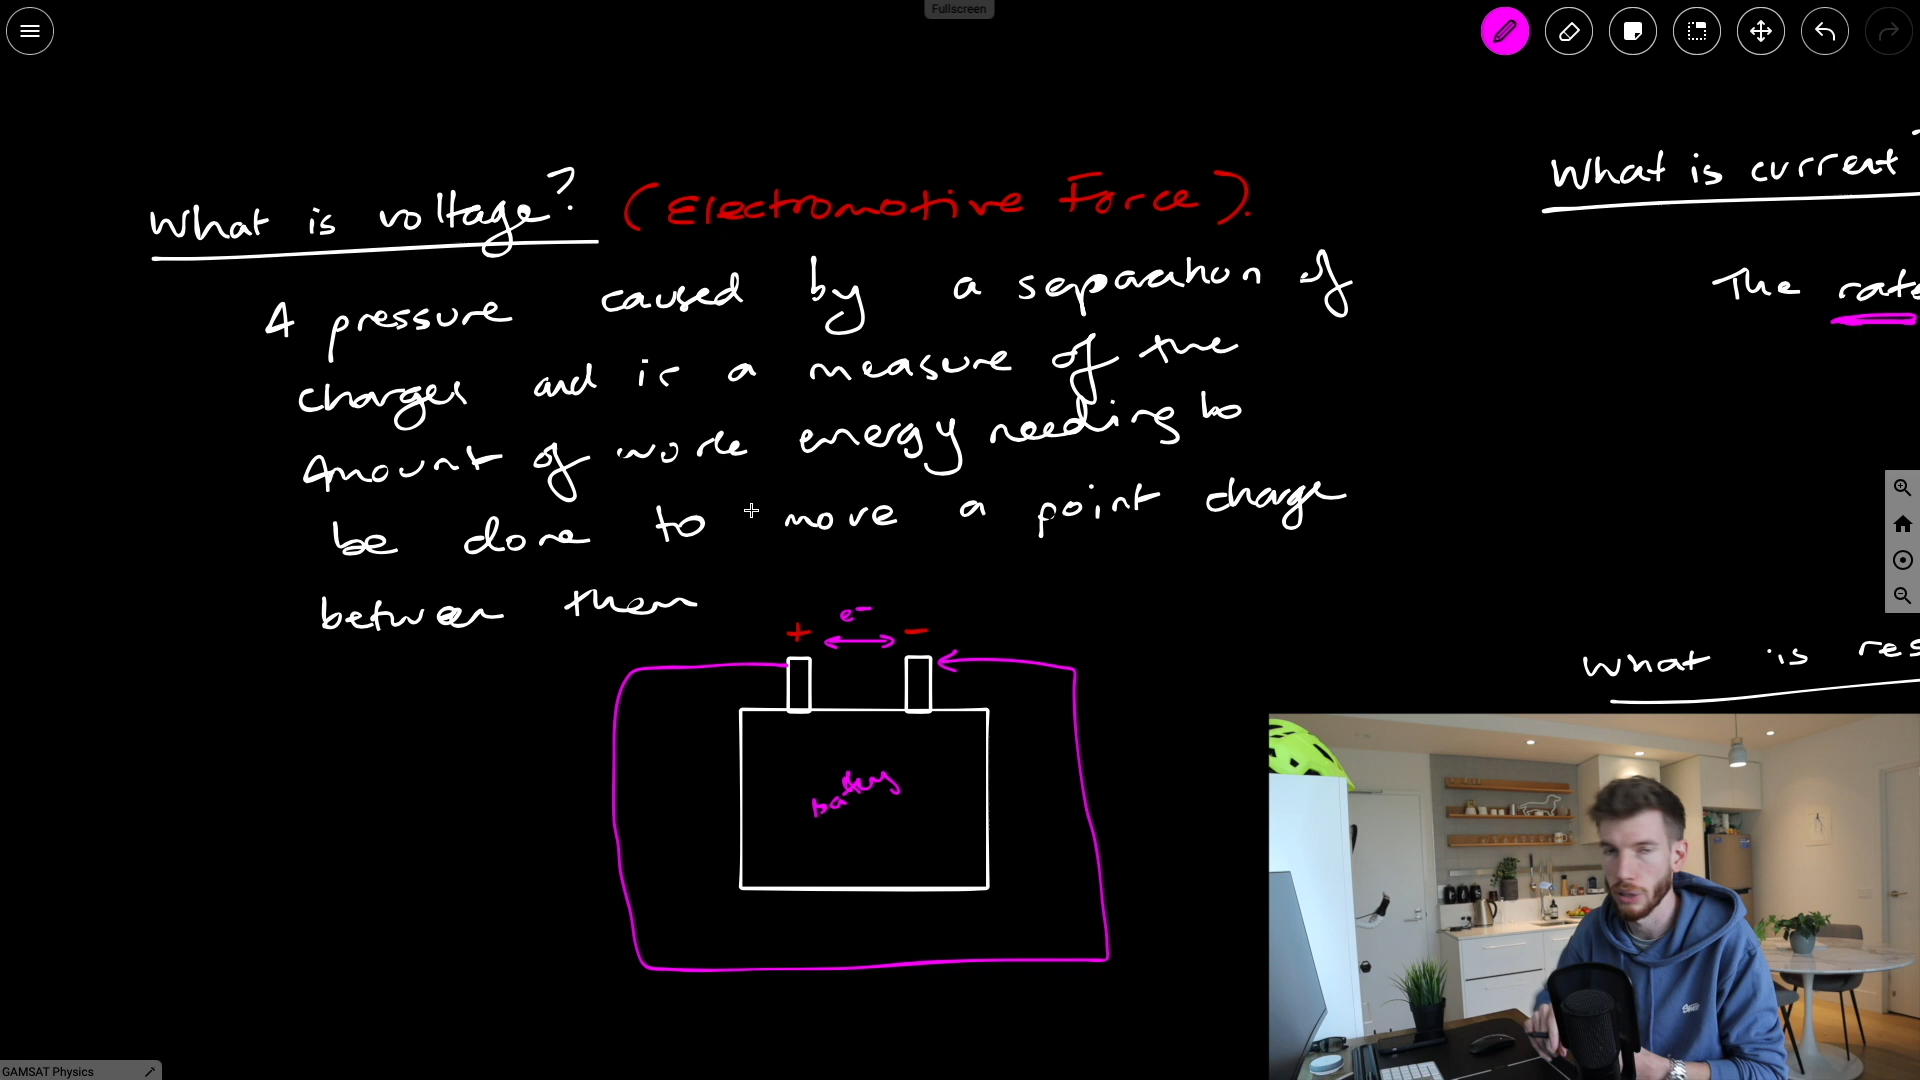 Fullscreen
What is voltage? (Electromotive Force).
A pressure caused by a separation of
charges and is a measure of the
Amount of work energy needing to
be done to move a point charge
between them
e-
+ -
battery
What is current?
The rate
What is res
GAMSAT Physics